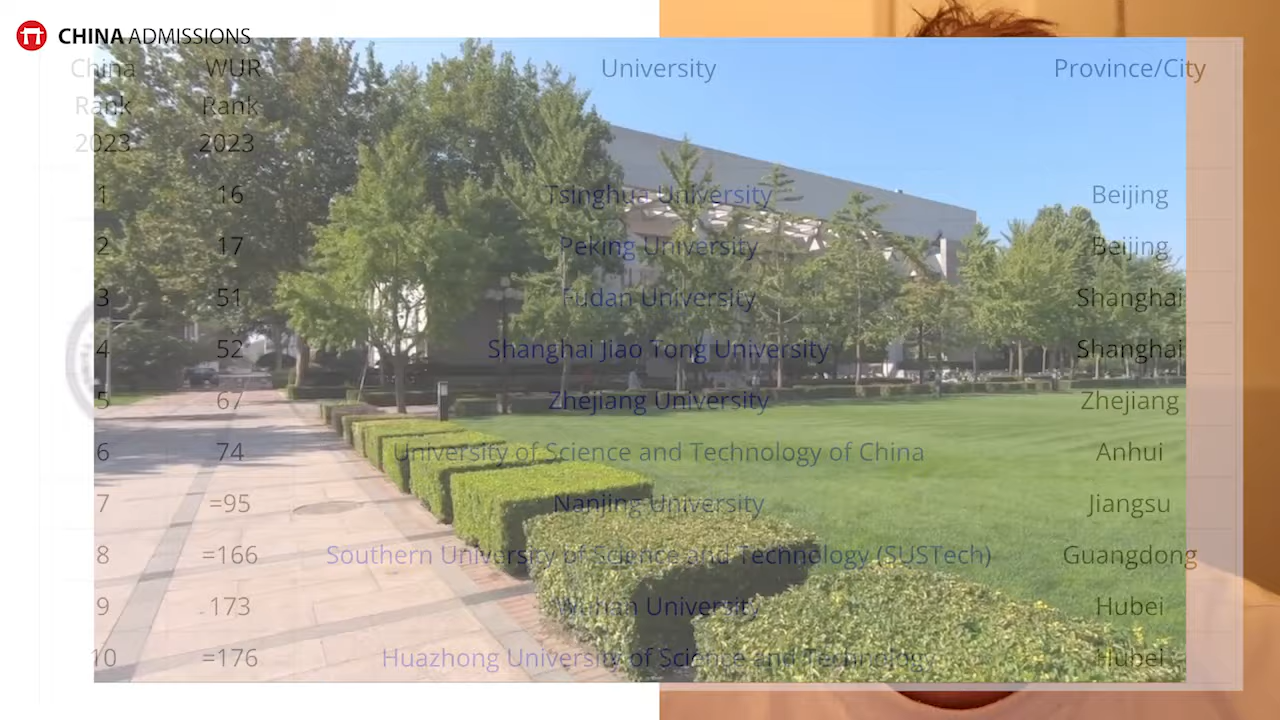 CHINA ADMISSIONS
China Rank 2023 WUR Rank 2023 University Province/City
1 16 Tsinghua University Beijing
2 17 Peking University Beijing
3 51 Fudan University Shanghai
4 52 Shanghai Jiao Tong University Shanghai
5 67 Zhejiang University Zhejiang
6 74 University of Science and Technology of China Anhui
7 =95 Nanjing University Jiangsu
8 =166 Southern University of Science and Technology (SUSTech) Guangdong
9 173 Wuhan University Hubei
10 =176 Huazhong University of Science and Technology Hubei